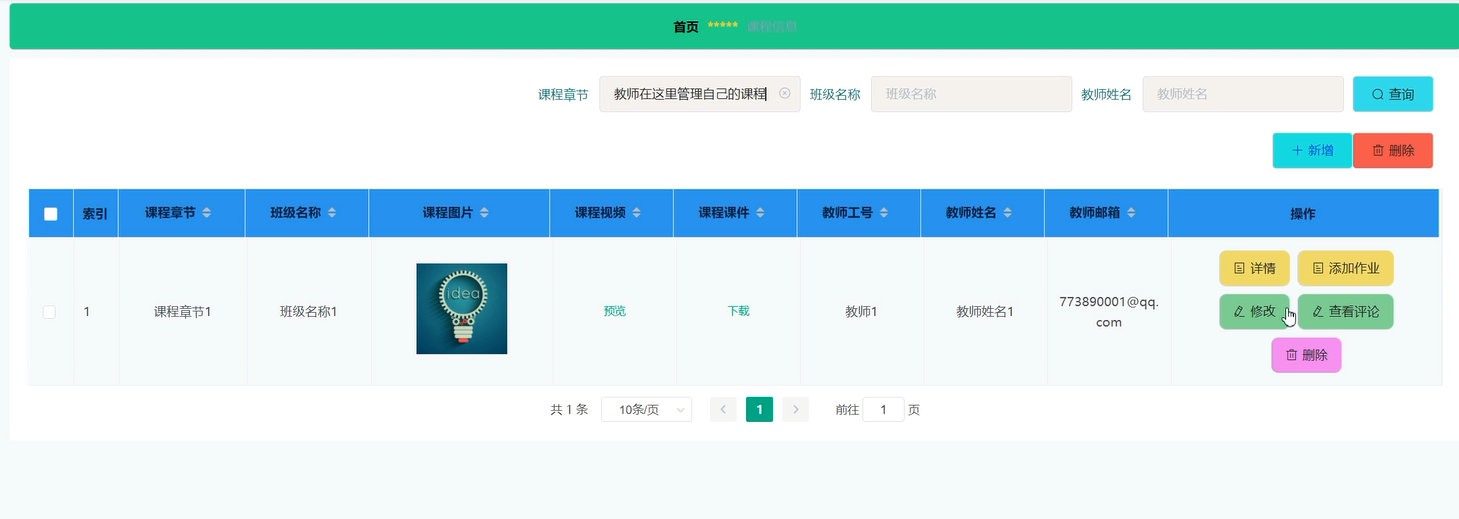 首页 ***** 课程信息
课程章节 教师在这里管理自己的课程 班级名称 班级名称 教师姓名 教师姓名 查询
新增 删除
索引 课程章节 班级名称 课程图片 课程视频 课程课件 教师工号 教师姓名 教师邮箱 操作
详情 添加作业
idea
1 课程章节1 班级名称1 预览 下载 教师1 教师姓名1 773890001@qq.
com
修改 查看评论
删除
共 1 条 10条/页 1 前往 1 页